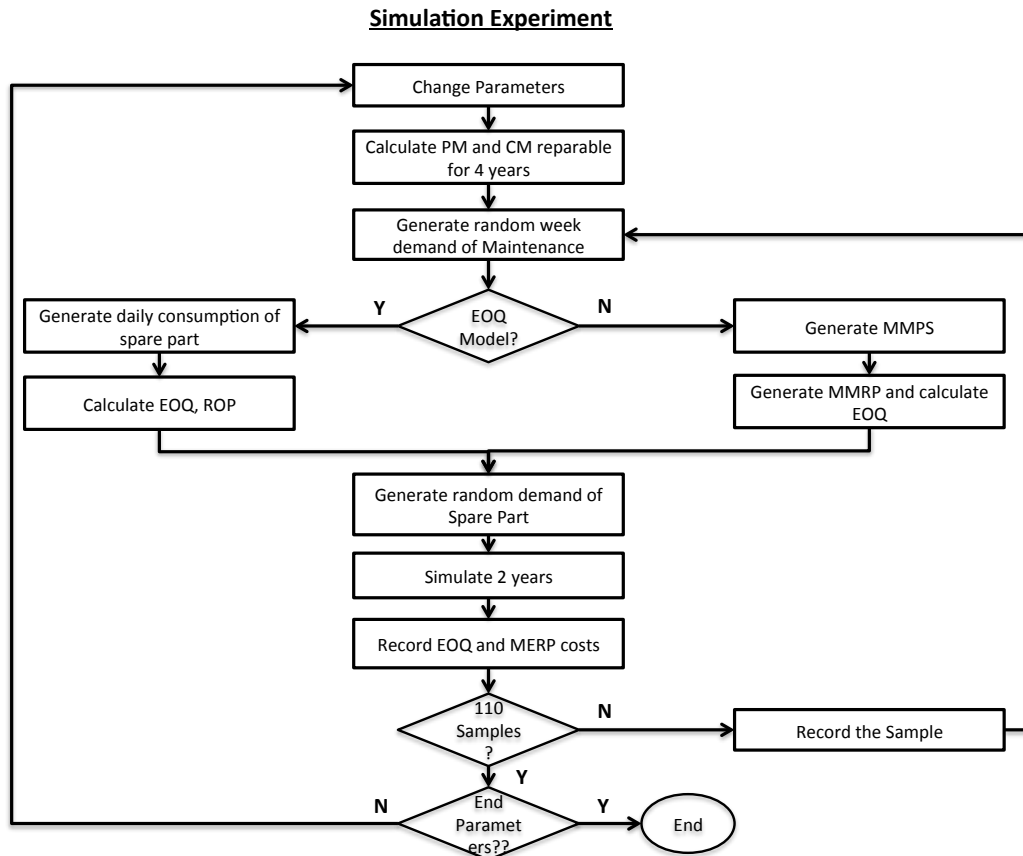 Simulation Experiment
Change Parameters
Calculate PM and CM reparable
for 4 years
Generate random week
demand of Maintenance
Y
EOQ
Model?
N
Generate daily consumption of
spare part
Generate MMPS
Calculate EOQ, ROP
Generate MMRP and calculate
EOQ
Generate random demand of
Spare Part
Simulate 2 years
Record EOQ and MERP costs
110
Samples
?
N
Record the Sample
Y
N
End
Paramet
ers??
Y
End